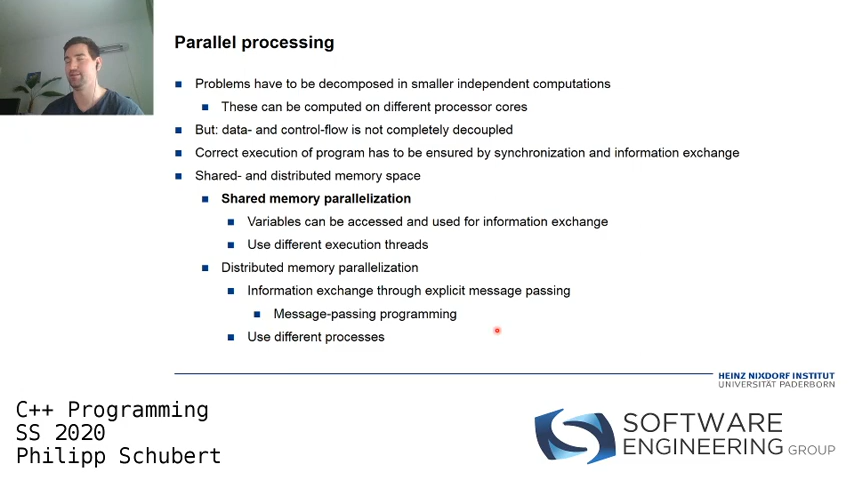 Parallel processing
Problems have to be decomposed in smaller independent computations
These can be computed on different processor cores
But: data- and control-flow is not completely decoupled
Correct execution of program has to be ensured by synchronization and information exchange
Shared- and distributed memory space
Shared memory parallelization
Variables can be accessed and used for information exchange
Use different execution threads
Distributed memory parallelization
Information exchange through explicit message passing
Message-passing programming
Use different processes
HEINZ NIXDORF INSTITUT
UNIVERSITÄT PADERBORN
C++ Programming
SS 2020
Philipp Schubert
SOFTWARE
ENGINEERING GROUP